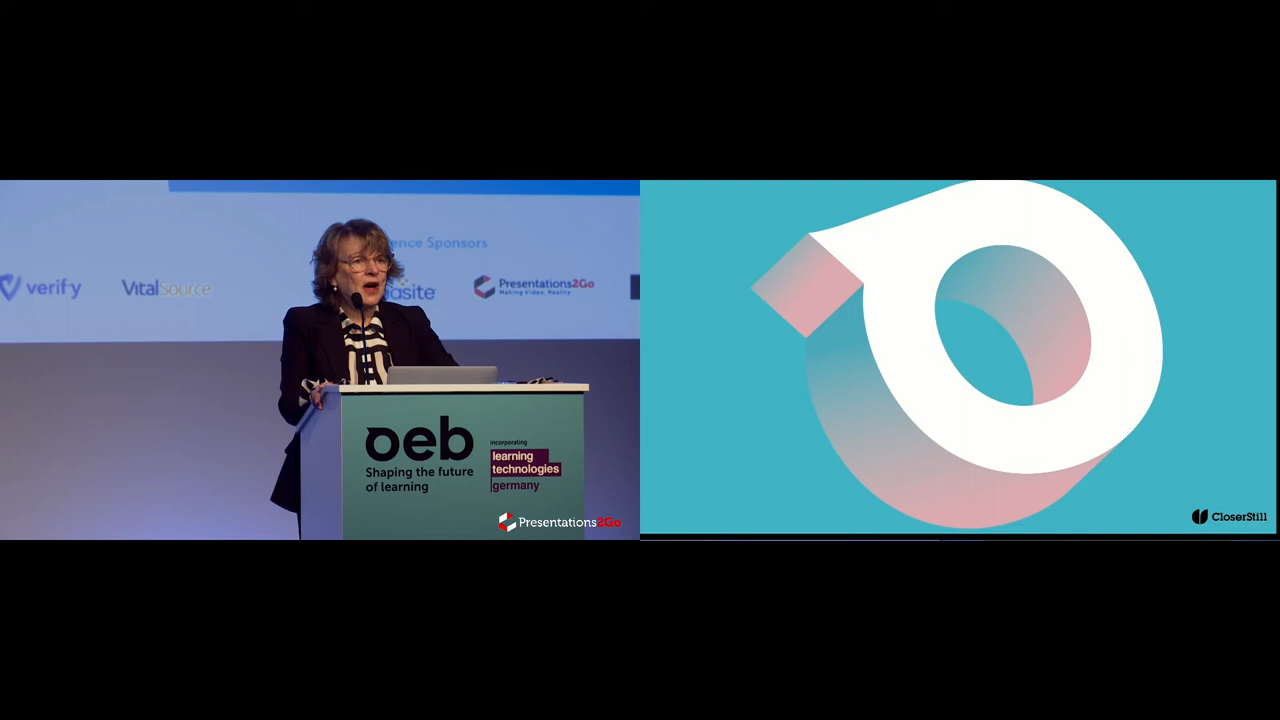 ence Sponsors
verify
VitalSource
asite
Presentations2Go
Making Video, Reality
oeb
Shaping the future
of learning
incorporating
learning
technologies
germany
Presentations2Go
CloserStill